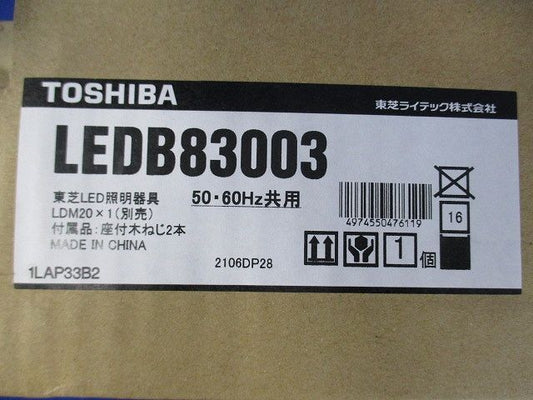 TOSHIBA
東芝ライテック株式会社
LEDB83003
東芝LED照明器具
50・60Hz共用
LDM20×1(別売)
付属品:座付木ねじ2本
MADE IN CHINA
4974550476119
16
1個
2106DP28
1LAP33B2